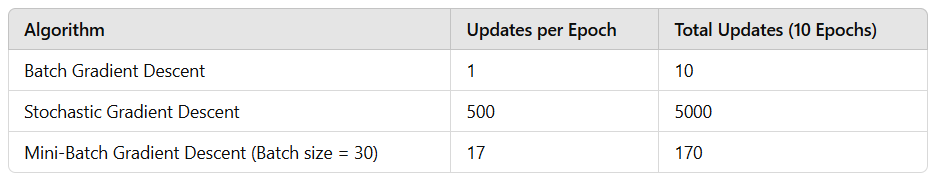 Algorithm Updates per Epoch Total Updates (10 Epochs)
Batch Gradient Descent 1 10
Stochastic Gradient Descent 500 5000
Mini-Batch Gradient Descent (Batch size = 30) 17 170